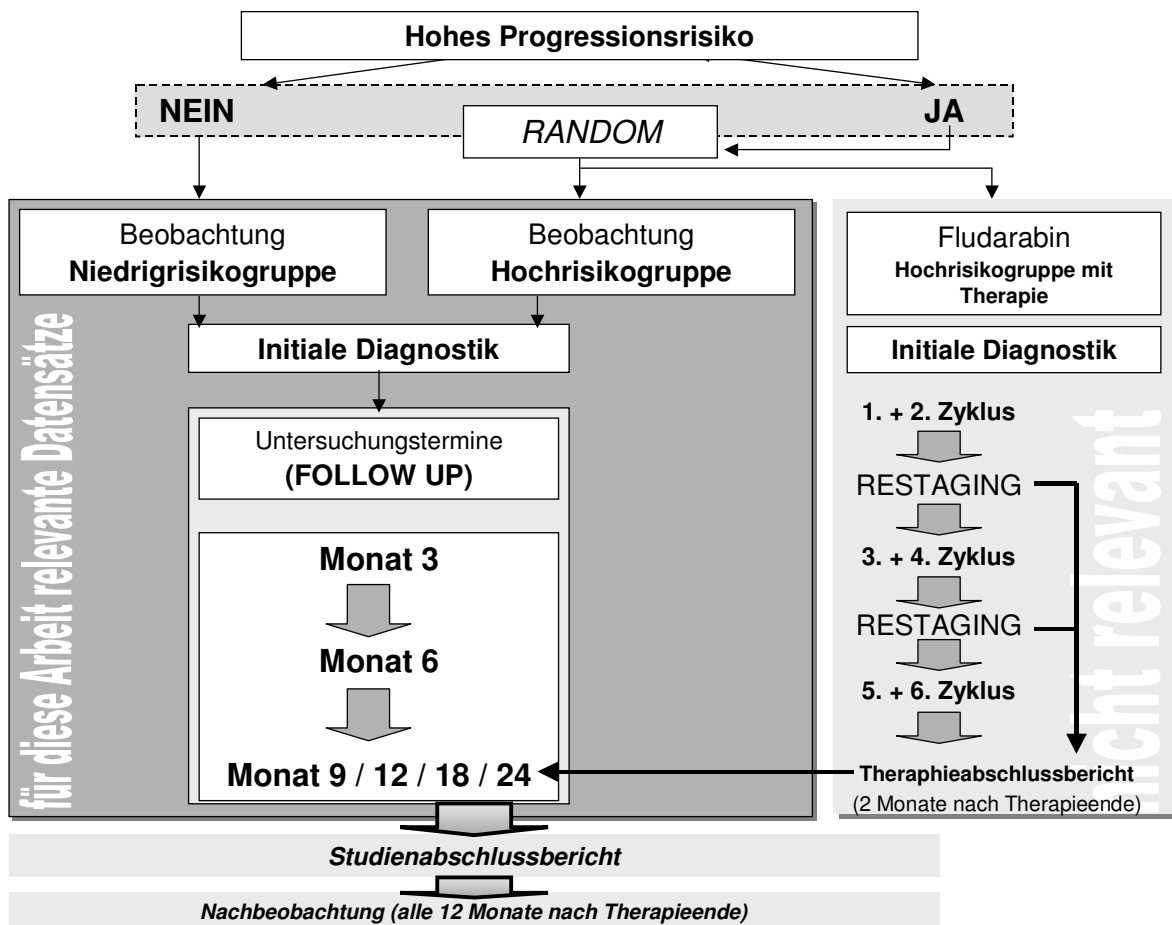 Hohes Progressionsrisiko
NEIN
JA
RANDOM
Beobachtung
Niedrigrisikogruppe
Beobachtung
Hochrisikogruppe
Fludarabin
Hochrisikogruppe mit
Therapie
für diese Arbeit relevante Datensätze
Initiale Diagnostik
Untersuchungstermine
(FOLLOW UP)
Monat 3
Monat 6
Monat 9 / 12 / 18 / 24
Initiale Diagnostik
1. + 2. Zyklus
RESTAGING
3. + 4. Zyklus
RESTAGING
5. + 6. Zyklus
Theraphieabschlussbericht
(2 Monate nach Therapieende)
nicht relevant
Studienabschlussbericht
Nachbeobachtung (alle 12 Monate nach Therapieende)